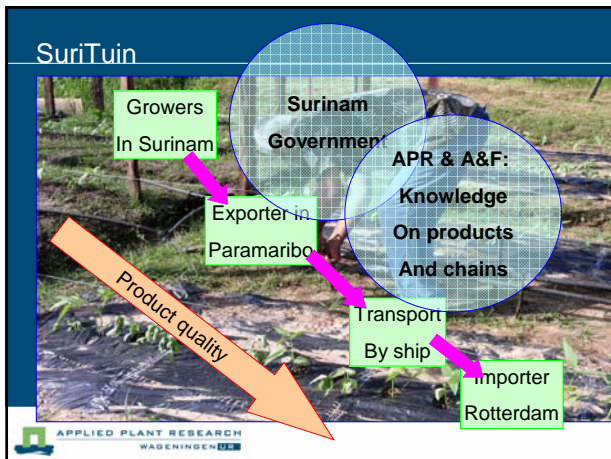 SuriTuin
Growers
In Surinam
Surinam
Government
APR & A&F:
Knowledge
On products
And chains
Exporter in
Paramaribo
Product quality
Transport
By ship
Importer
Rotterdam
APPLIED PLANT RESEARCH
WAGENINGEN UR